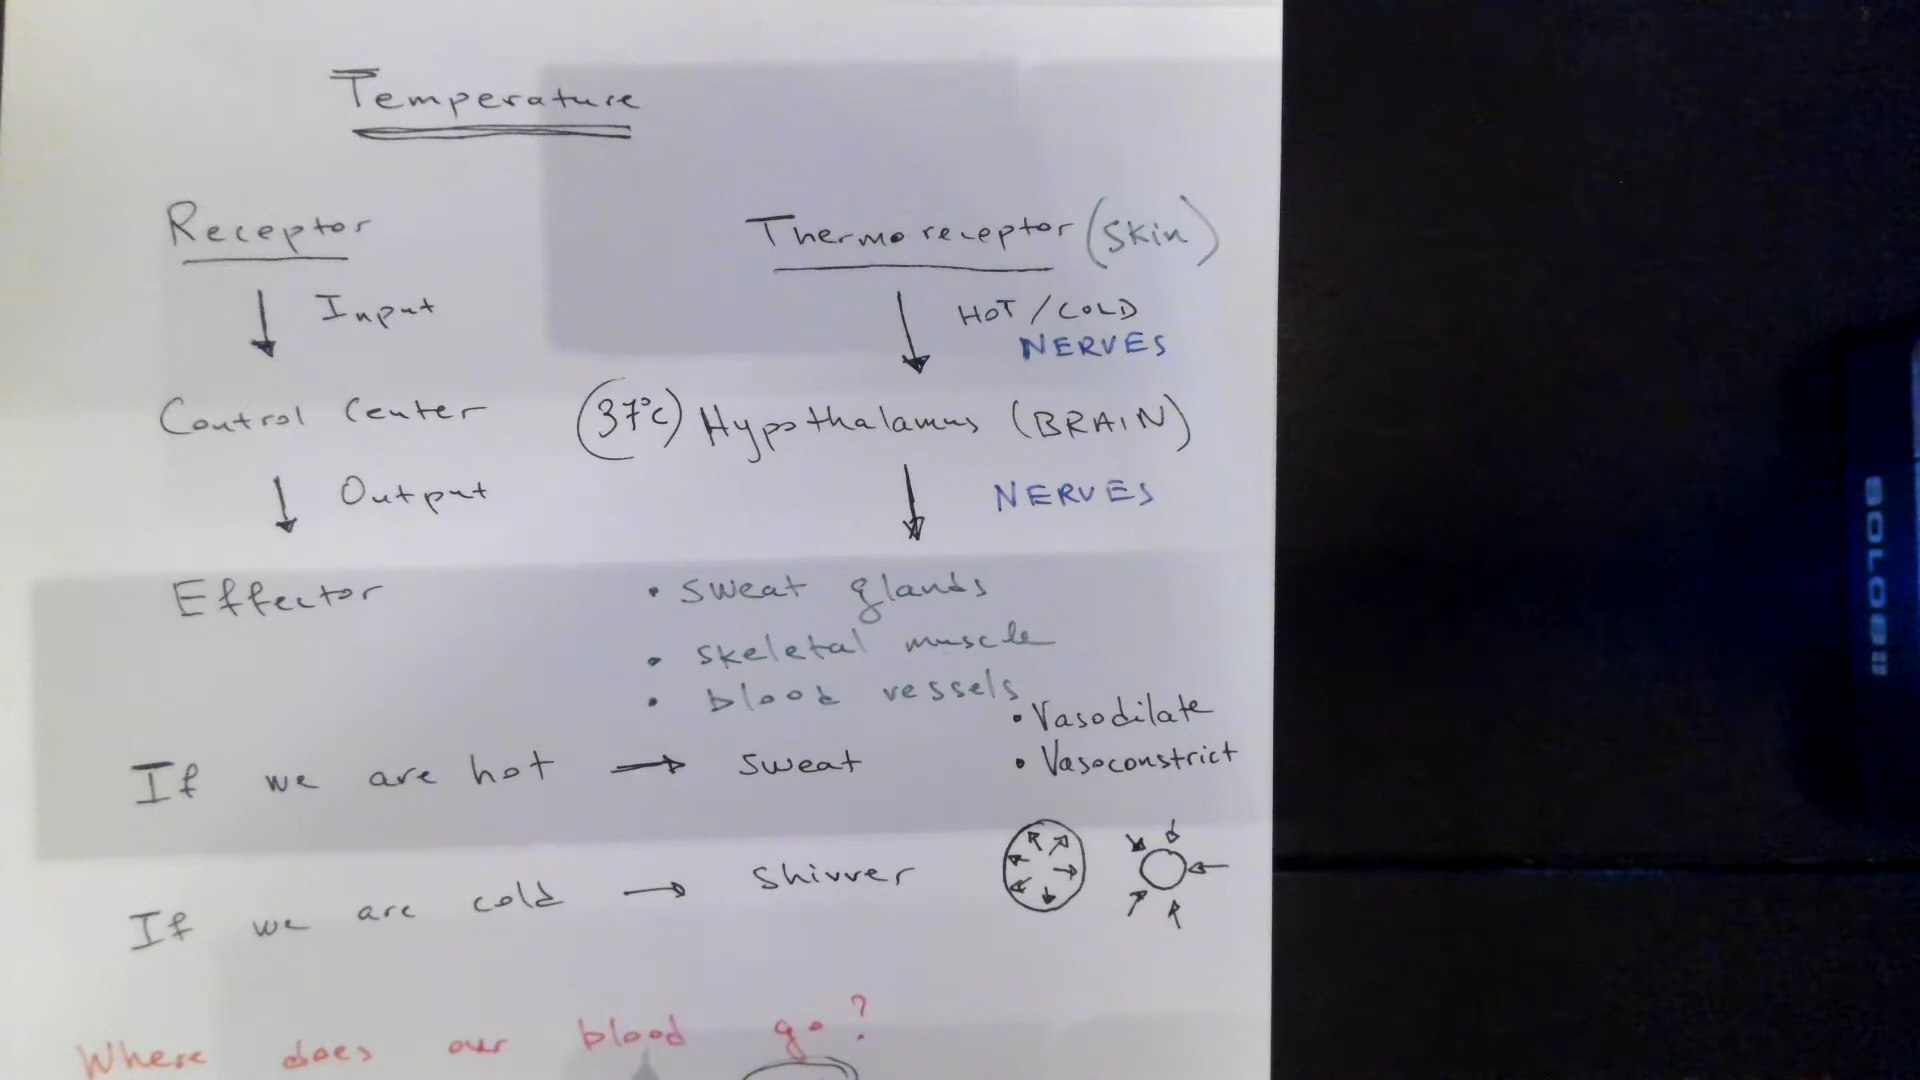 Temperature
Receptor
Thermoreceptor (Skin)
Input
HOT / COLD
NERVES
Control Center
(37°C) Hypothalamus (BRAIN)
Output
NERVES
Effector
• sweat glands
• skeletal muscle
• blood vessels
• Vasodilate
• Vasoconstrict
If we are hot → sweat
If we are cold → shivver
Where does our blood go?